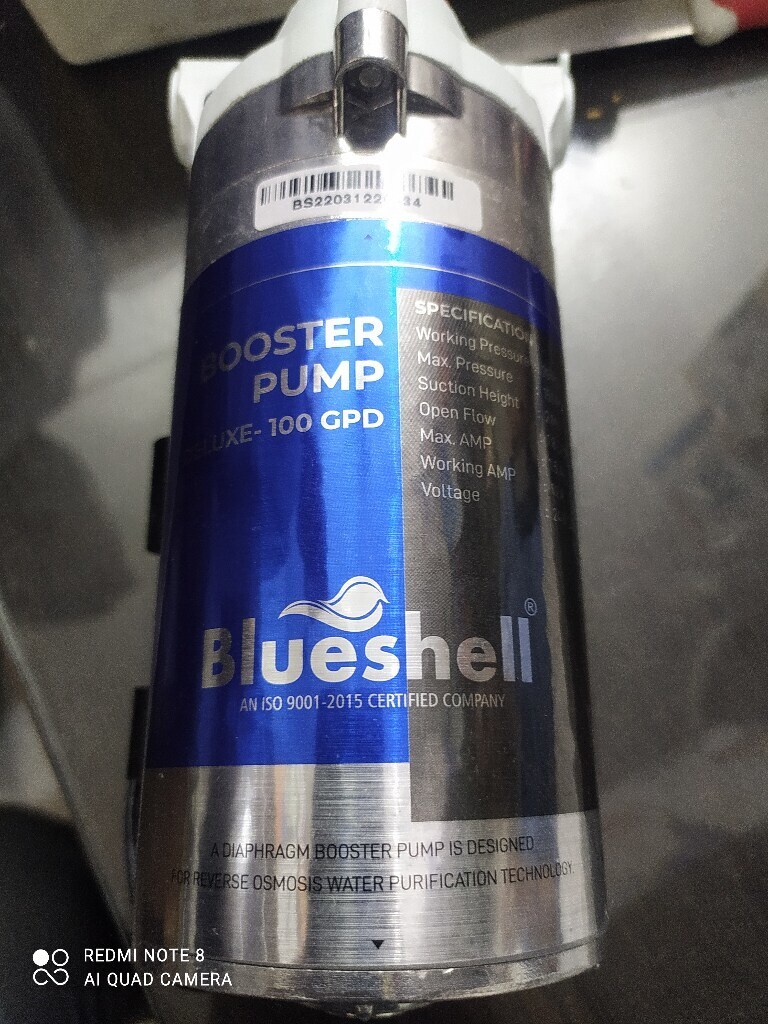 BOOSTER
PUMP
100 GPD
SPECIFICATION
Working Pressure
Max. Pressure
Suction Height
Open Flow
Max. AMP
Working AMP
Voltage
Blueshell®
AN ISO 9001-2015 CERTIFIED COMPANY
A DIAPHRAGM BOOSTER PUMP IS DESIGNED
FOR REVERSE OSMOSIS WATER PURIFICATION TECHNOLOGY.
REDMI NOTE 8
AI QUAD CAMERA